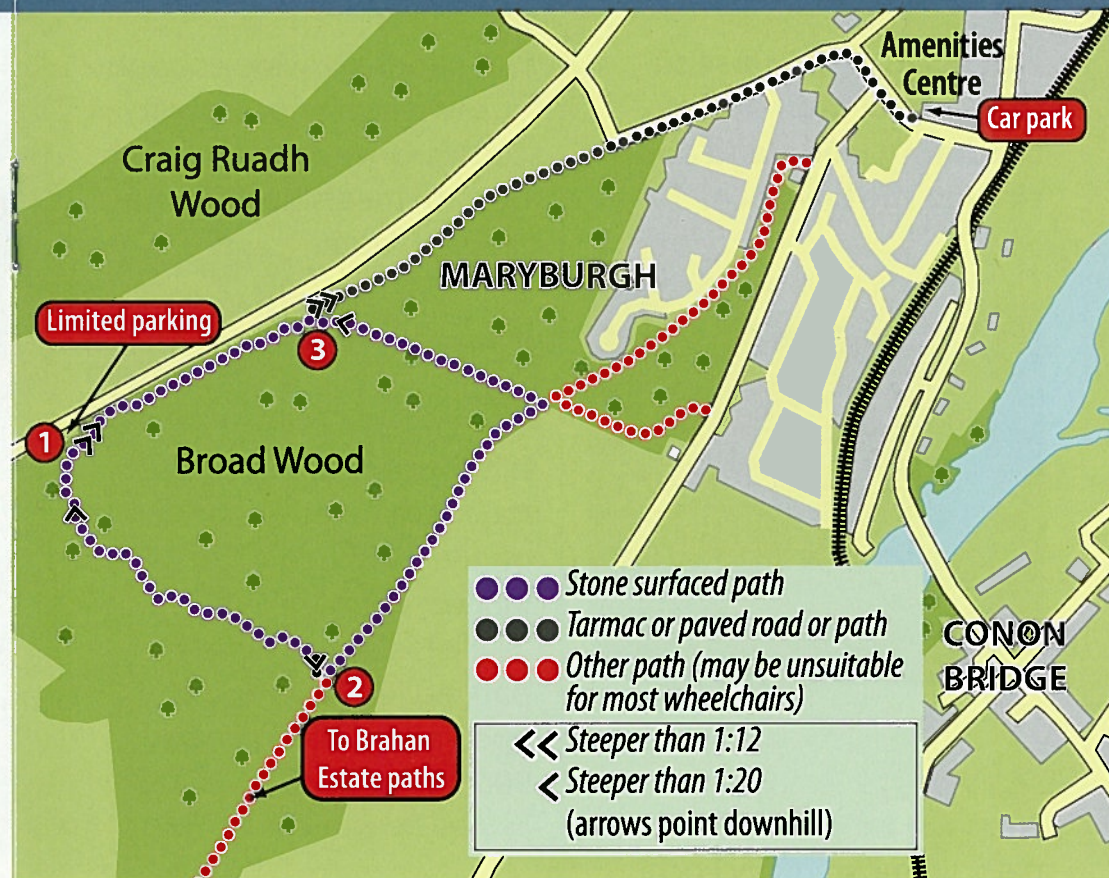 Amenities
Centre
Car park
Craig Ruadh
Wood
MARYBURGH
Limited parking
3
1
Broad Wood
2
To Brahan
Estate paths
Stone surfaced path
Tarmac or paved road or path
Other path (may be unsuitable
for most wheelchairs)
<< Steeper than 1:12
< Steeper than 1:20
(arrows point downhill)
CONON
BRIDGE